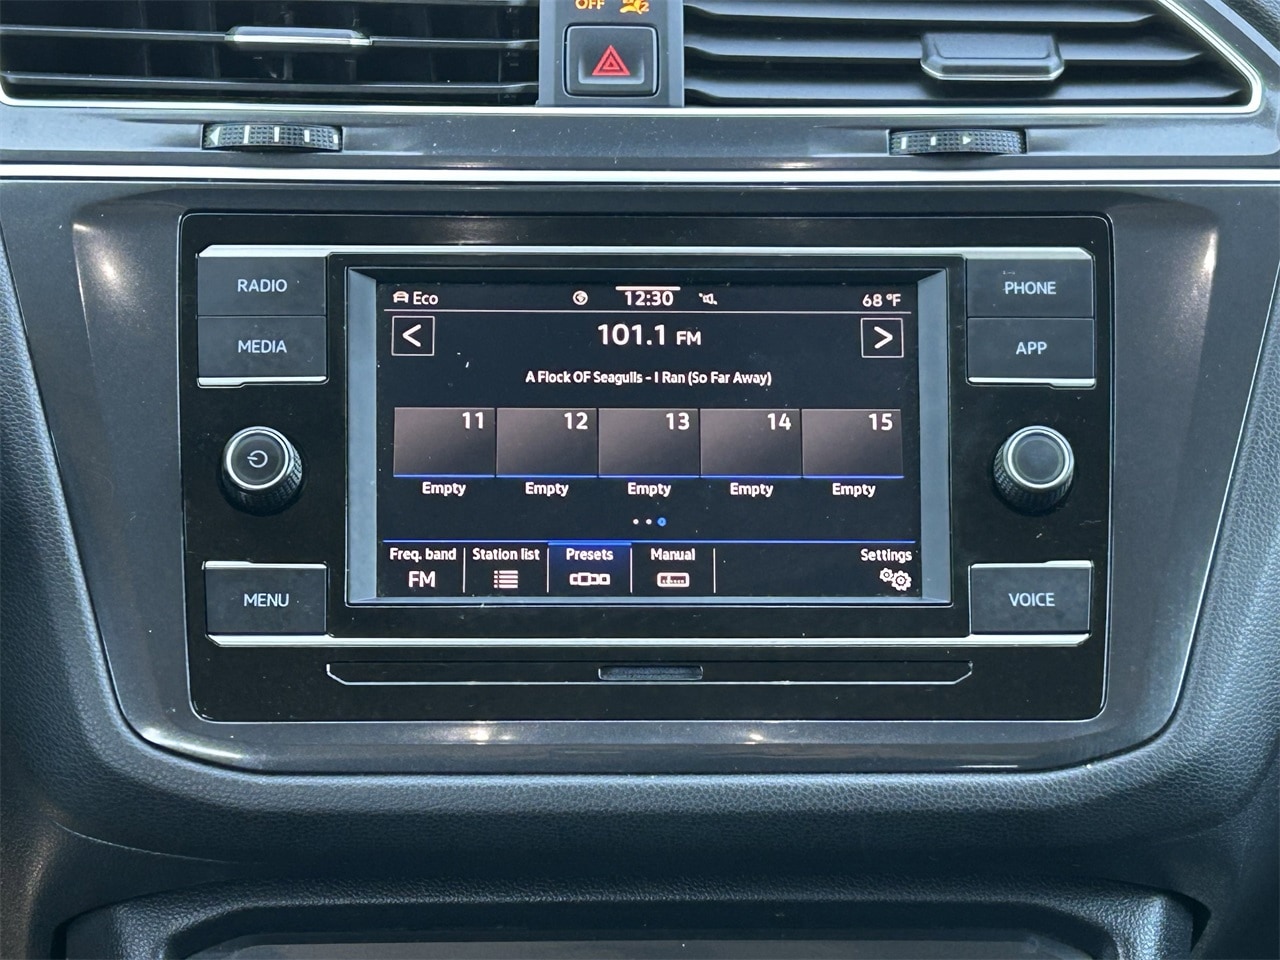 OFF
RADIO
MEDIA
MENU
PHONE
APP
VOICE
Eco
12:30
68 °F
<
101.1 FM
>
A Flock OF Seagulls - I Ran (So Far Away)
11 12 13 14 15
Empty Empty Empty Empty Empty
Freq. band Station list Presets Manual Settings
FM